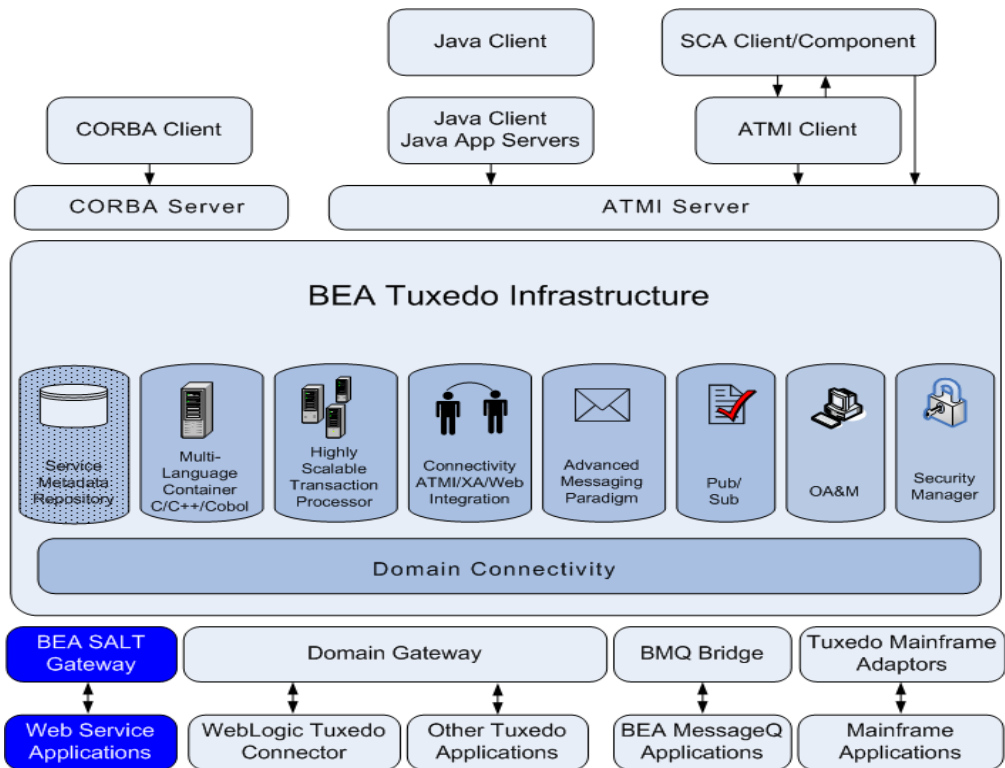 Java Client
SCA Client/Component
CORBA Client
Java Client
Java App Servers
ATMI Client
CORBA Server
ATMI Server
BEA Tuxedo Infrastructure
Service
Metadata
Repository
Multi-
Language
Container
C/C++/Cobol
Highly
Scalable
Transaction
Processor
Connectivity
ATMI/XA/Web
Integration
Advanced
Messaging
Paradigm
Pub/
Sub
OA&M
Security
Manager
Domain Connectivity
BEA SALT
Gateway
Domain Gateway
BMQ Bridge
Tuxedo Mainframe
Adaptors
Web Service
Applications
WebLogic Tuxedo
Connector
Other Tuxedo
Applications
BEA MessageQ
Applications
Mainframe
Applications